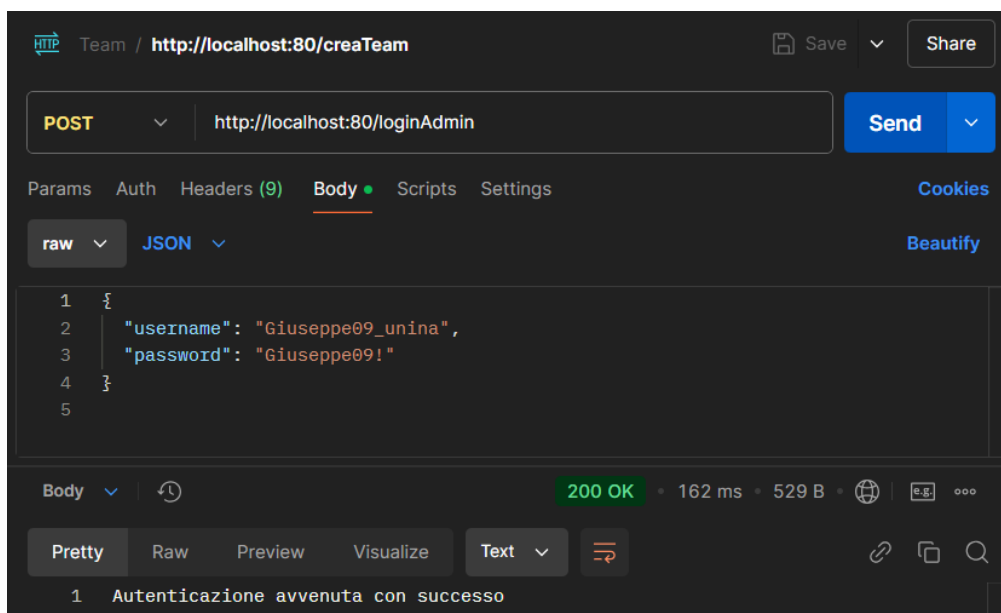 HTTP Team / http://localhost:80/creaTeam Save Share
POST http://localhost:80/loginAdmin Send
Params Auth Headers (9) Body Scripts Settings Cookies
raw JSON Beautify
1 {
2 "username": "Giuseppe09_unina",
3 "password": "Giuseppe09!"
4 }
5
Body 200 OK • 162 ms • 529 B • e.g.
Pretty Raw Preview Visualize Text
1 Autenticazione avvenuta con successo